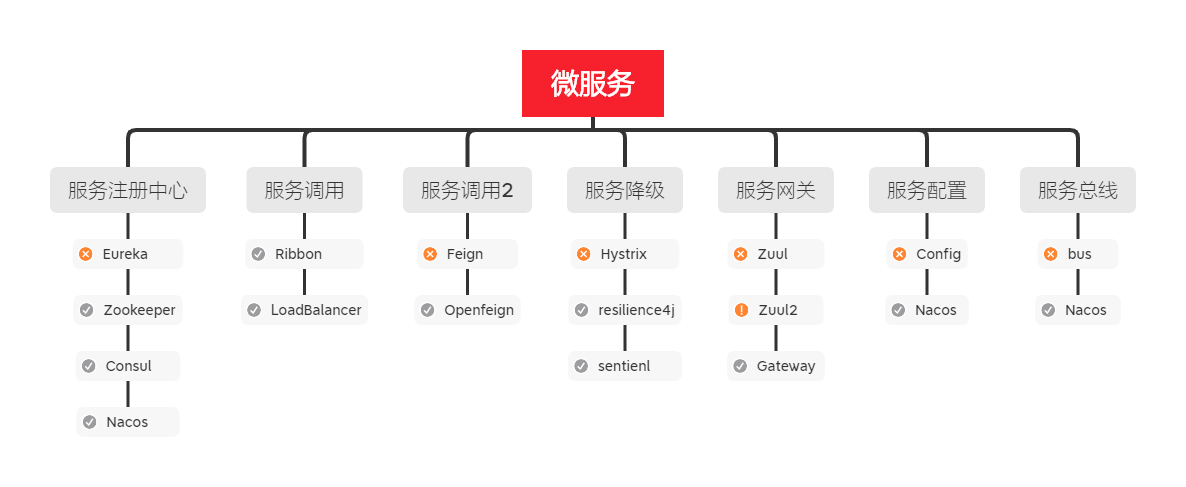 微服务
服务注册中心
Eureka
Zookeeper
Consul
Nacos
服务调用
Ribbon
LoadBalancer
服务调用2
Feign
Openfeign
服务降级
Hystrix
resilience4j
sentienl
服务网关
Zuul
Zuul2
Gateway
服务配置
Config
Nacos
服务总线
bus
Nacos